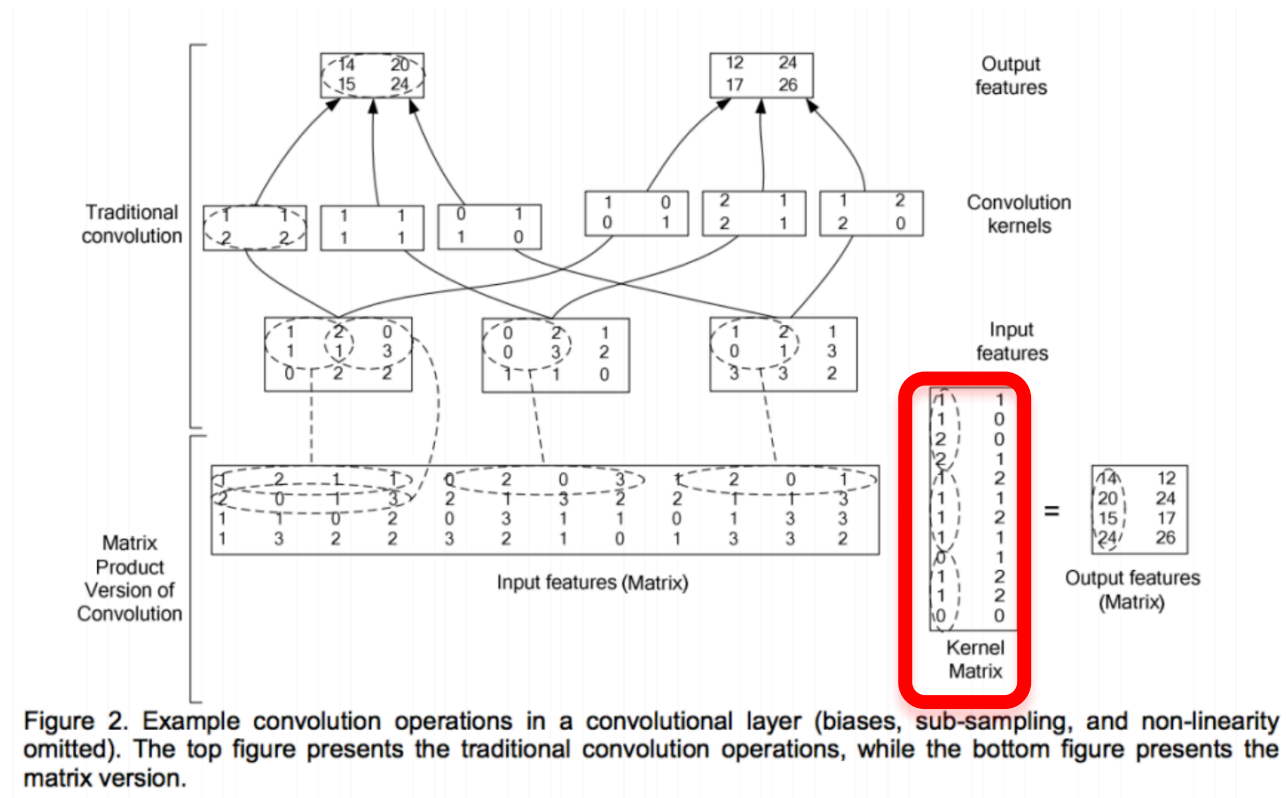 14 20
15 24
12 24
17 26
Output
features
Traditional
convolution
1 1
2 2
1 1
1 1
0 1
1 0
1 0
0 1
2 1
2 1
1 2
2 0
Convolution
kernels
1 2 0
1 1 3
0 2 2
0 2 1
0 3 2
1 1 0
1 2 1
0 1 3
3 3 2
Input
features
Matrix
Product
Version of
Convolution
1 2 1 1 0 2 0 3 1 2 0 1
2 0 1 3 2 1 3 2 2 1 1 3
1 1 0 2 0 3 1 1 0 1 3 3
1 3 2 2 3 2 1 0 1 3 3 2
Input features (Matrix)
1 1
1 0
2 0
2 1
1 2
1 1
1 2
1 1
0 1
1 2
1 2
0 0
Kernel
Matrix
=
14 12
20 24
15 17
24 26
Output features
(Matrix)
Figure 2. Example convolution operations in a convolutional layer (biases, sub-sampling, and non-linearity
omitted). The top figure presents the traditional convolution operations, while the bottom figure presents the
matrix version.